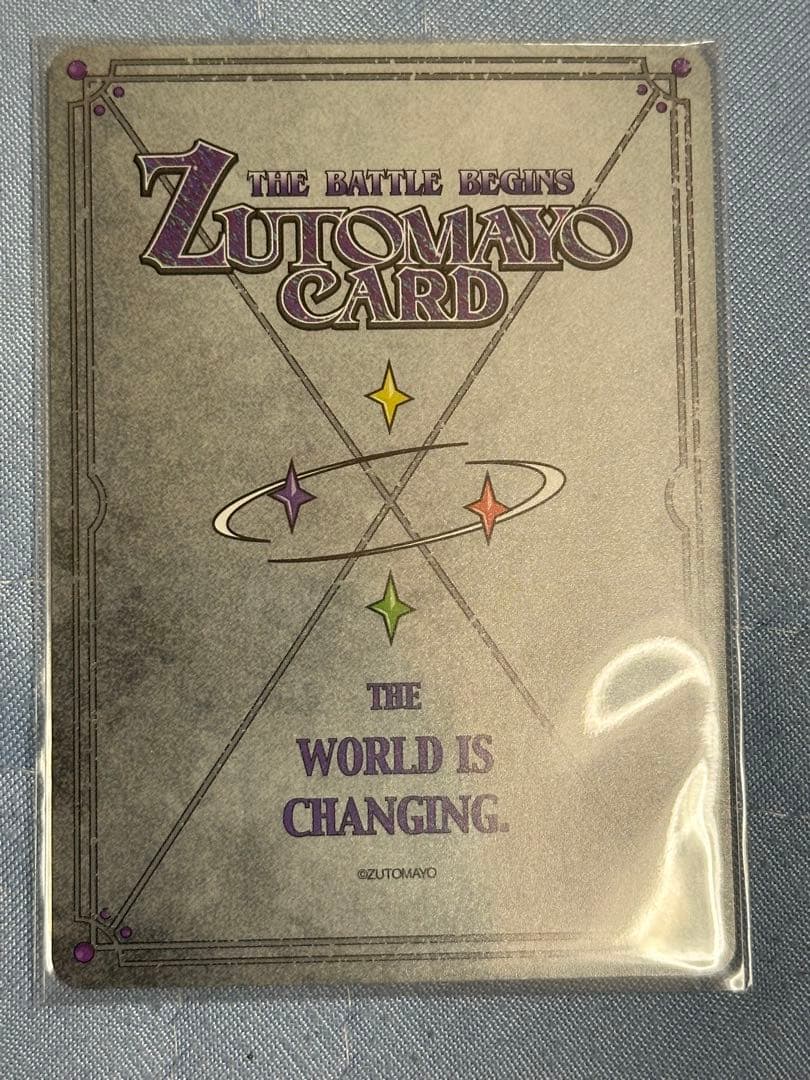 THE BATTLE BEGINS
ZUTOMAYO
CARD
THE
WORLD IS
CHANGING.
©ZUTOMAYO